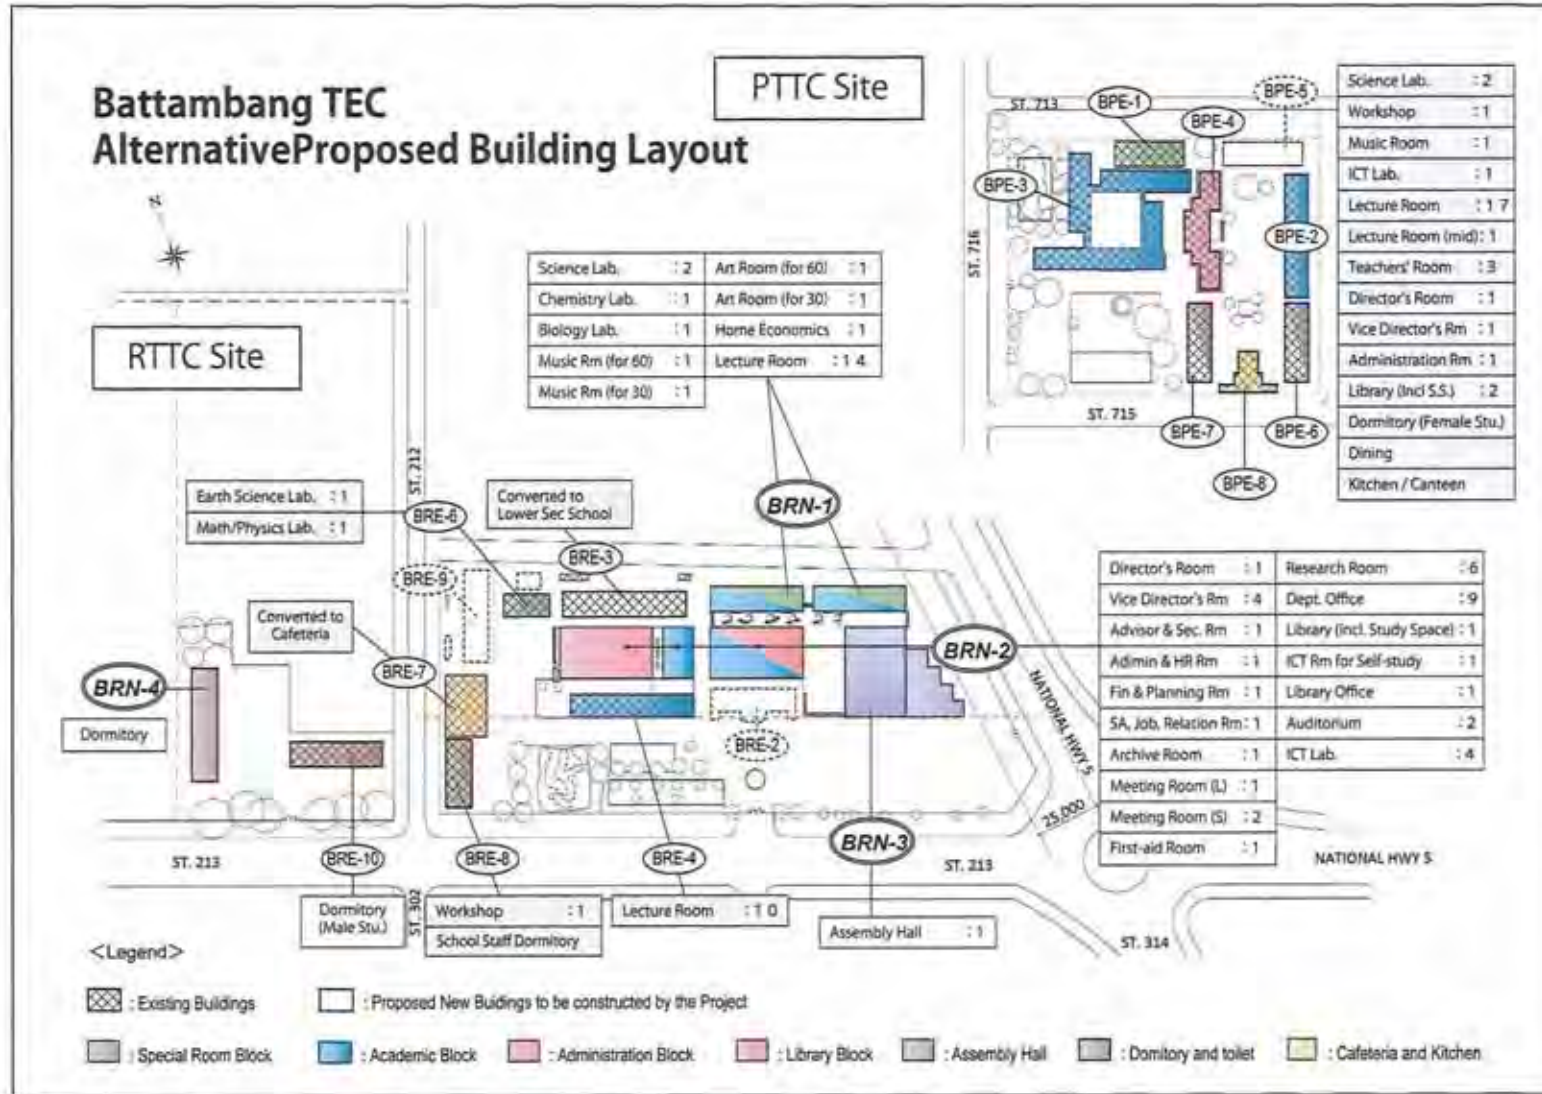 Battambang TEC
AlternativeProposed Building Layout
PTTC Site
RTTC Site
N
ST. 713
BPE-1
BPE-4
BPE-5
BPE-3
BPE-2
ST. 716
ST. 715
BPE-7
BPE-6
BPE-8
Science Lab. : 2
Workshop : 1
Music Room : 1
ICT Lab. : 1
Lecture Room : 1 7
Lecture Room (mid) : 1
Teachers' Room : 3
Director's Room : 1
Vice Director's Rm : 1
Administration Rm : 1
Library (Incl S.S.) : 2
Dormitory (Female Stu.)
Dining
Kitchen / Canteen
Science Lab. : 2 Art Room (for 60) : 1
Chemistry Lab. : 1 Art Room (for 30) : 1
Biology Lab. : 1 Home Economics : 1
Music Rm (for 60) : 1 Lecture Room : 1 4
Music Rm (for 30) : 1
ST. 212
Earth Science Lab. : 1
Math/Physics Lab. : 1
BRE-6
Converted to
Lower Sec School
BRE-3
BRN-1
BRE-9
Converted to
Cafeteria
BRE-7
BRN-2
BRN-4
Dormitory
BRE-2
NATIONAL HWY 5
25,000
Director's Room : 1 Research Room : 6
Vice Director's Rm : 4 Dept. Office : 9
Advisor & Sec. Rm : 1 Library (incl. Study Space) : 1
Adimin & HR Rm : 1 ICT Rm for Self-study : 1
Fin & Planning Rm : 1 Library Office : 1
SA, Job, Relation Rm : 1 Auditorium : 2
Archive Room : 1 ICT Lab. : 4
Meeting Room (L) : 1
Meeting Room (S) : 2
First-aid Room : 1
NATIONAL HWY 5
ST. 213
BRE-10
BRE-8
BRE-4
BRN-3
ST. 213
Dormitory
(Male Stu.)
ST. 302
Workshop : 1
School Staff Dormitory
Lecture Room : 1 0
Assembly Hall : 1
ST. 314
<Legend>
: Existing Buildings
: Proposed New Buidings to be constructed by the Project
: Special Room Block
: Academic Block
: Administration Block
: Library Block
: Assembly Hall
: Domitory and toilet
: Cafeteria and Kitchen